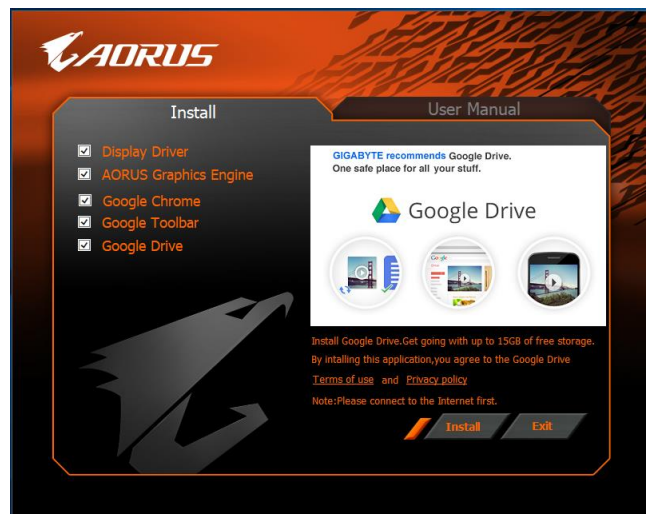 AORUS
Install
User Manual
Display Driver
AORUS Graphics Engine
Google Chrome
Google Toolbar
Google Drive
GIGABYTE recommends Google Drive.
One safe place for all your stuff.
Google Drive
Install Google Drive.Get going with up to 15GB of free storage.
By intalling this application,you agree to the Google Drive
Terms of use and Privacy policy
Note:Please connect to the Internet first.
Install
Exit